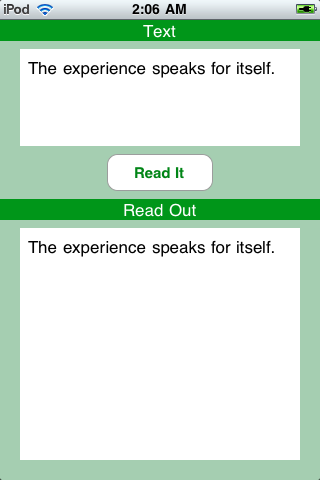 iPod 2:06 AM
Text
The experience speaks for itself.
Read It
Read Out
The experience speaks for itself.